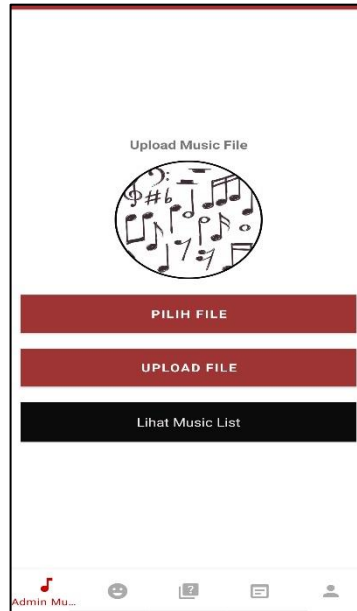 Upload Music File
PILIH FILE
UPLOAD FILE
Lihat Music List
Admin Mu...